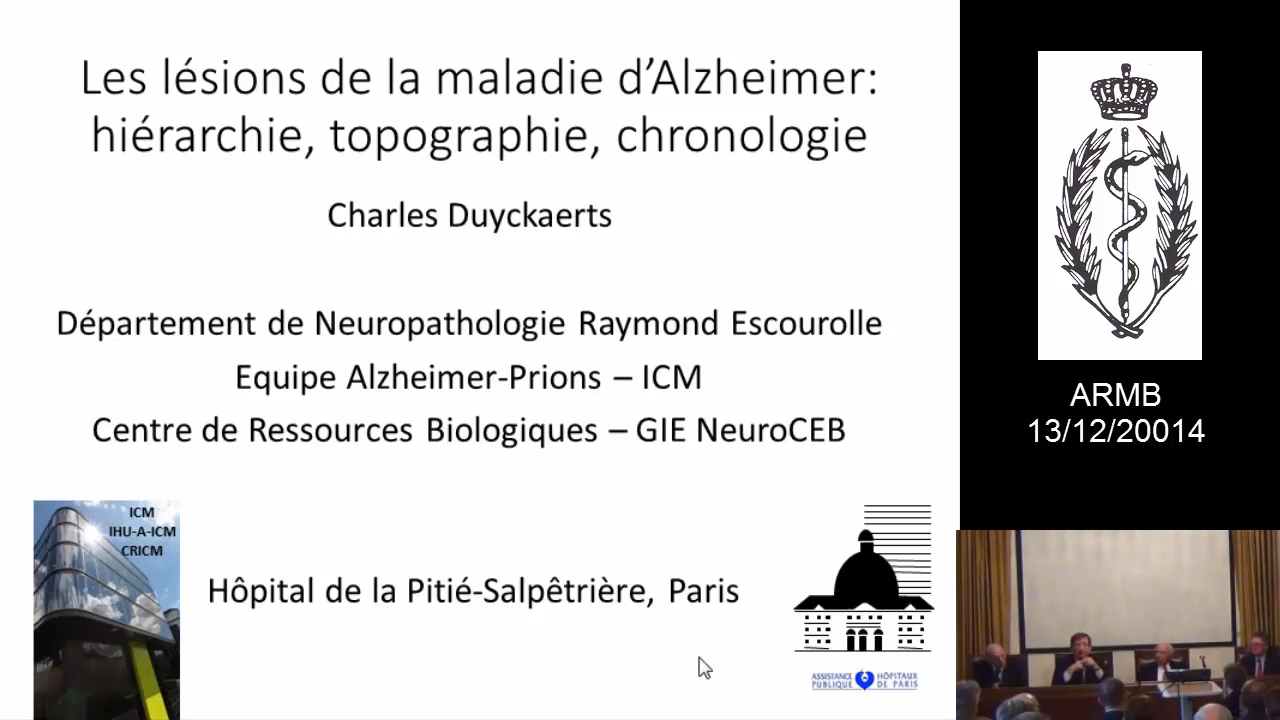 Les lésions de la maladie d’Alzheimer:
hiérarchie, topographie, chronologie
Charles Duyckaerts
Département de Neuropathologie Raymond Escourolle
Equipe Alzheimer-Prions – ICM
Centre de Ressources Biologiques – GIE NeuroCEB
ICM
IHU-A-ICM
CRICM
Hôpital de la Pitié-Salpêtrière, Paris
ASSISTANCE HÔPITAUX
PUBLIQUE DE PARIS
ARMB
13/12/20014